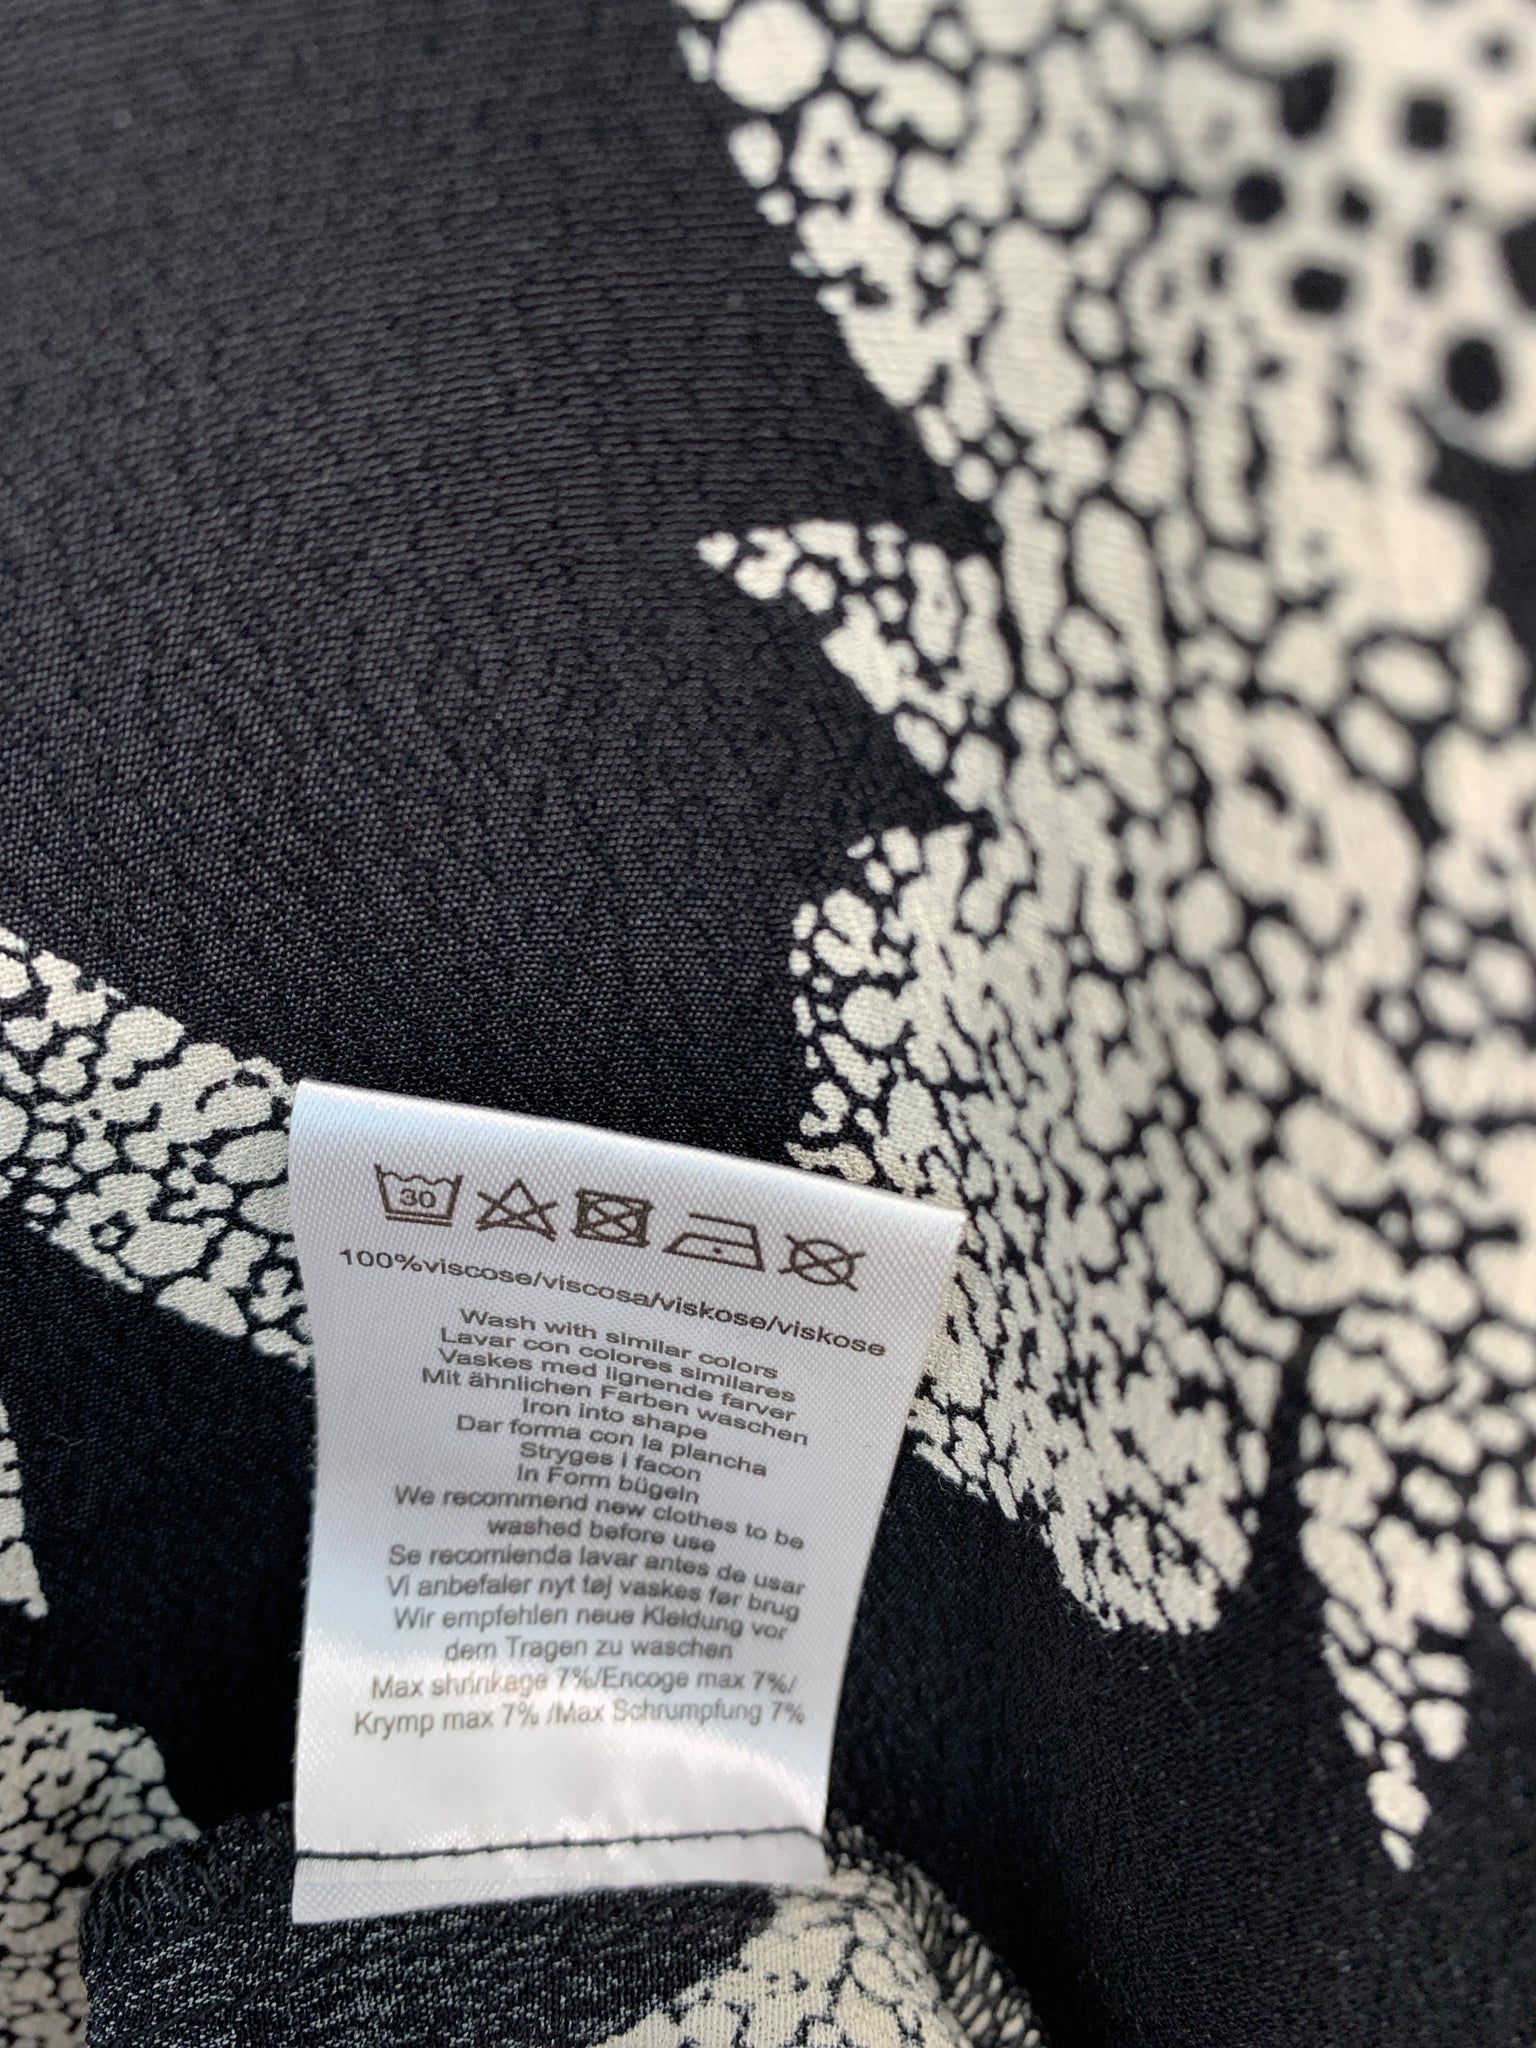 30
100%viscose/viscosa/viskose/viskose
Wash with similar colors
Lavar con colores similares
Vaskes med lignende farver
Mit ähnlichen Farben waschen
Iron into shape
Dar forma con la plancha
Stryges i facon
In Form bügeln
We recommend new clothes to be
washed before use
Se recomienda lavar antes de usar
Vi anbefaler nyt tøj vaskes før brug
Wir empfehlen neue Kleidung vor
dem Tragen zu waschen
Max shrinkage 7%/Encoge max 7%/
Krymp max 7% /Max Schrumpfung 7%